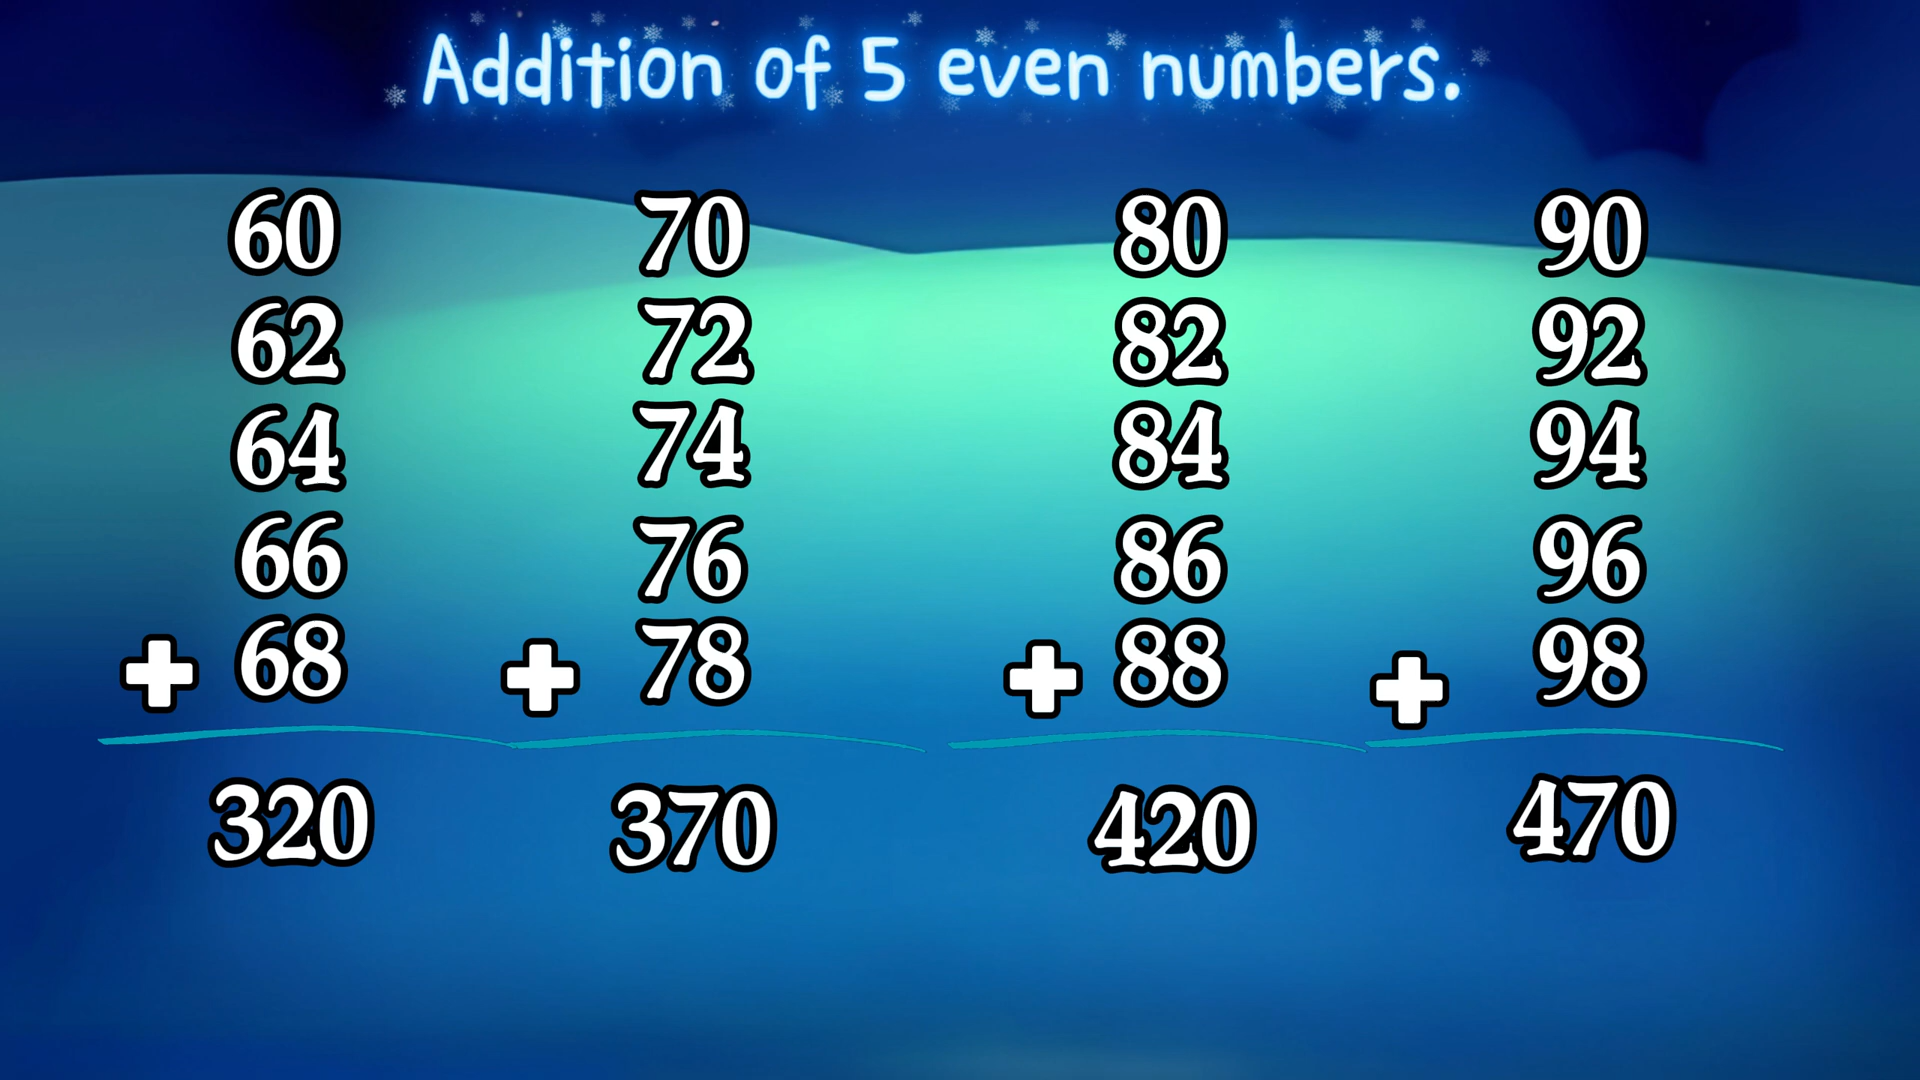 Addition of 5 even numbers.
60 70 80 90
62 72 82 92
64 74 84 94
66 76 86 96
+ 68 + 78 + 88 + 98
320 370 420 470